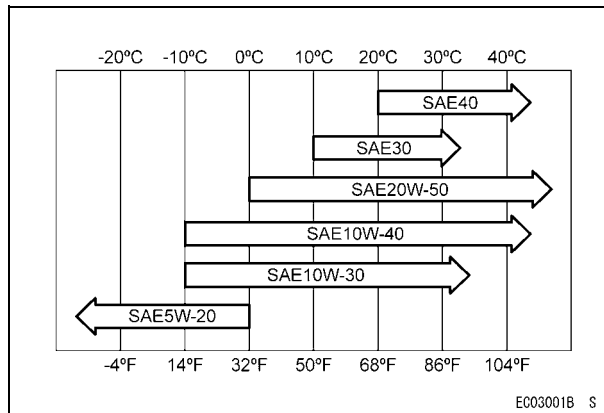 -20ºC -10ºC 0ºC 10ºC 20ºC 30ºC 40ºC
SAE40
SAE30
SAE20W-50
SAE10W-40
SAE10W-30
SAE5W-20
-4ºF 14ºF 32ºF 50ºF 68ºF 86ºF 104ºF
EC03001B S